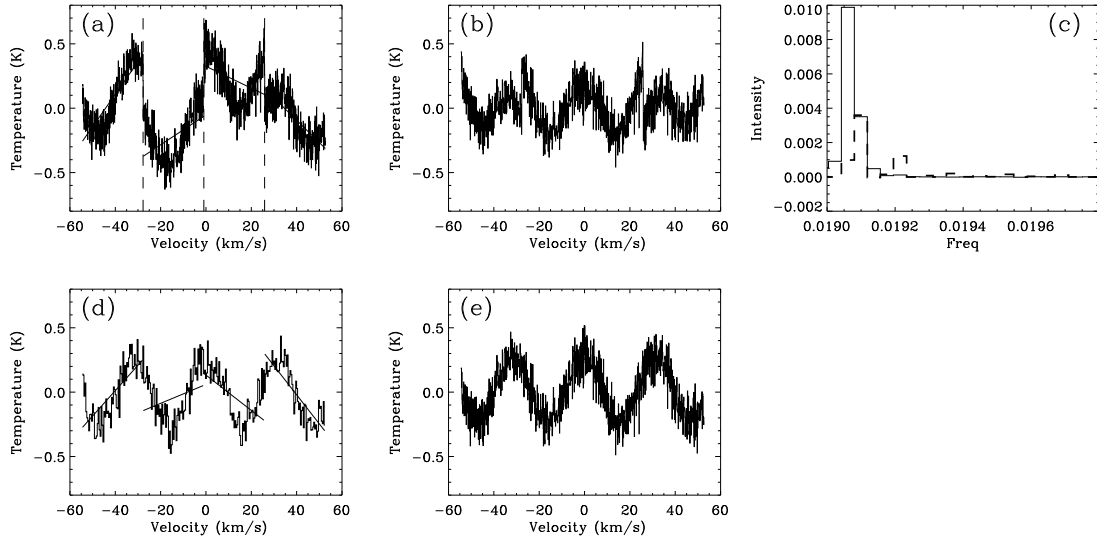 (a)
Temperature (K)
0.5
0.0
−0.5
−60 −40 −20 0 20 40 60
Velocity (km/s)
(b)
Temperature (K)
0.5
0.0
−0.5
−60 −40 −20 0 20 40 60
Velocity (km/s)
(c)
Intensity
0.010
0.008
0.006
0.004
0.002
0.000
−0.002
0.0190 0.0192 0.0194 0.0196
Freq
(d)
Temperature (K)
0.5
0.0
−0.5
−60 −40 −20 0 20 40 60
Velocity (km/s)
(e)
Temperature (K)
0.5
0.0
−0.5
−60 −40 −20 0 20 40 60
Velocity (km/s)